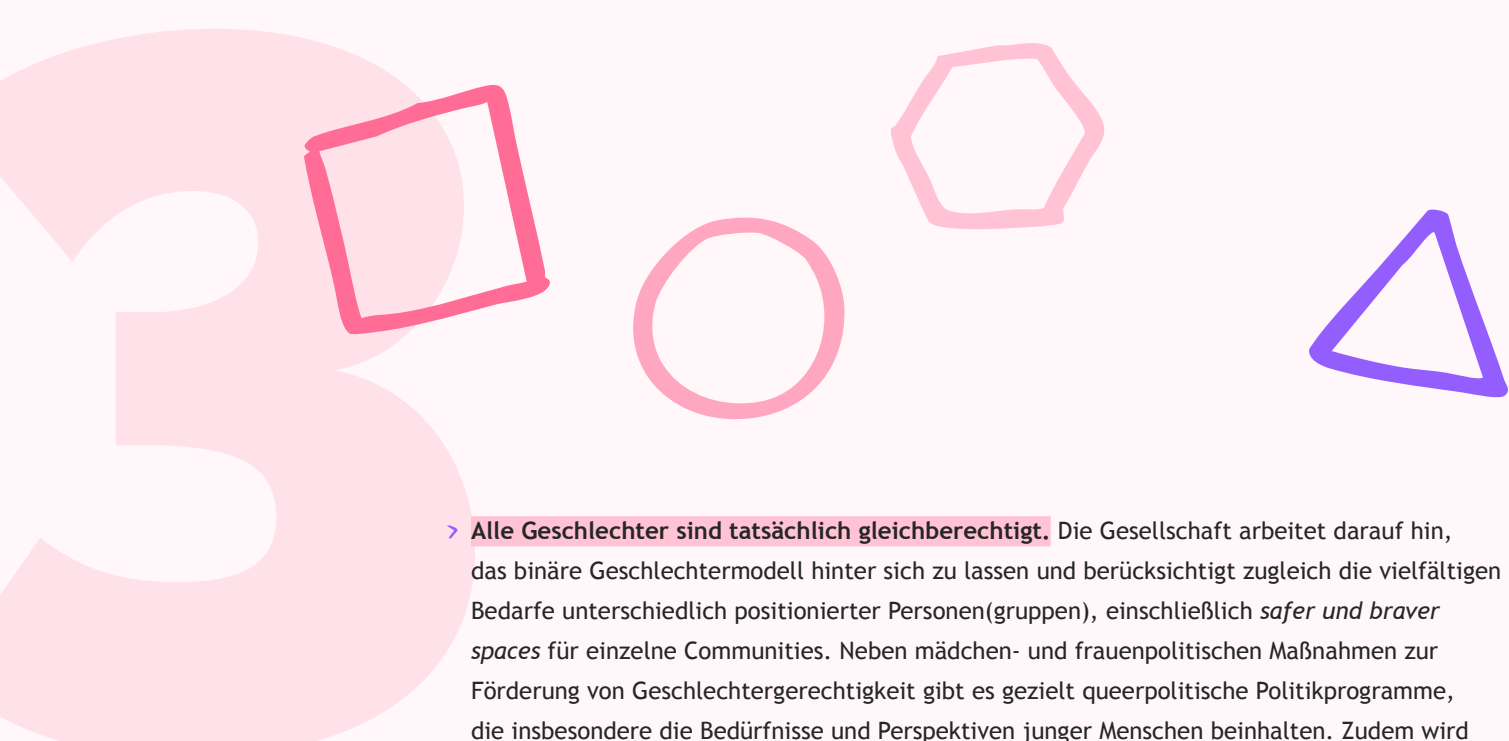 3
> Alle Geschlechter sind tatsächlich gleichberechtigt. Die Gesellschaft arbeitet darauf hin,
das binäre Geschlechtermodell hinter sich zu lassen und berücksichtigt zugleich die vielfältigen
Bedarfe unterschiedlich positionierter Personen(gruppen), einschließlich safer und braver
spaces für einzelne Communities. Neben mädchen- und frauenpolitischen Maßnahmen zur
Förderung von Geschlechtergerechtigkeit gibt es gezielt queerpolitische Politikprogramme,
die insbesondere die Bedürfnisse und Perspektiven junger Menschen beinhalten. Zudem wird